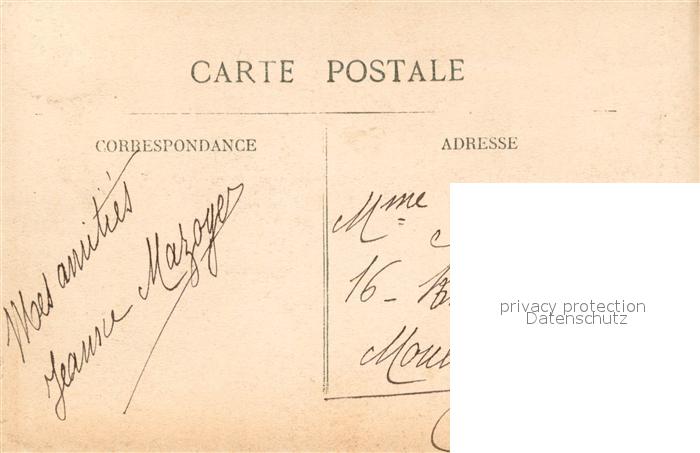 CARTE POSTALE
CORRESPONDANCE
ADRESSE
Mes amitiés
Jeanne Mazoyer
Mme
16 -
privacy protection
Datenschutz